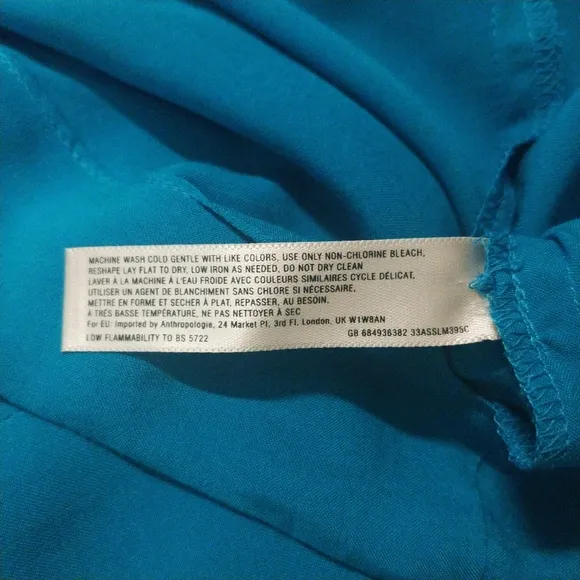 MACHINE WASH COLD GENTLE WITH LIKE COLORS, USE ONLY NON-CHLORINE BLEACH,
RESHAPE LAY FLAT TO DRY, LOW IRON AS NEEDED, DO NOT DRY CLEAN
LAVER À LA MACHINE À L'EAU FROIDE AVEC COULEURS SIMILAIRES CYCLE DÉLICAT,
UTILISER UN AGENT DE BLANCHIMENT SANS CHLORE SI NÉCESSAIRE,
METTRE EN FORME ET SECHER À PLAT, REPASSER, AU BESOIN.
À TRÉS BASSE TEMPÉRATURE, NE PAS NETTOYER À SEC
For EU: Imported by Anthropologie, 24 Market Pl, 3rd Fl. London. UK W1W8AN
LOW FLAMMABILITY TO BS 5722 GB 684936382 33ASSLM395C